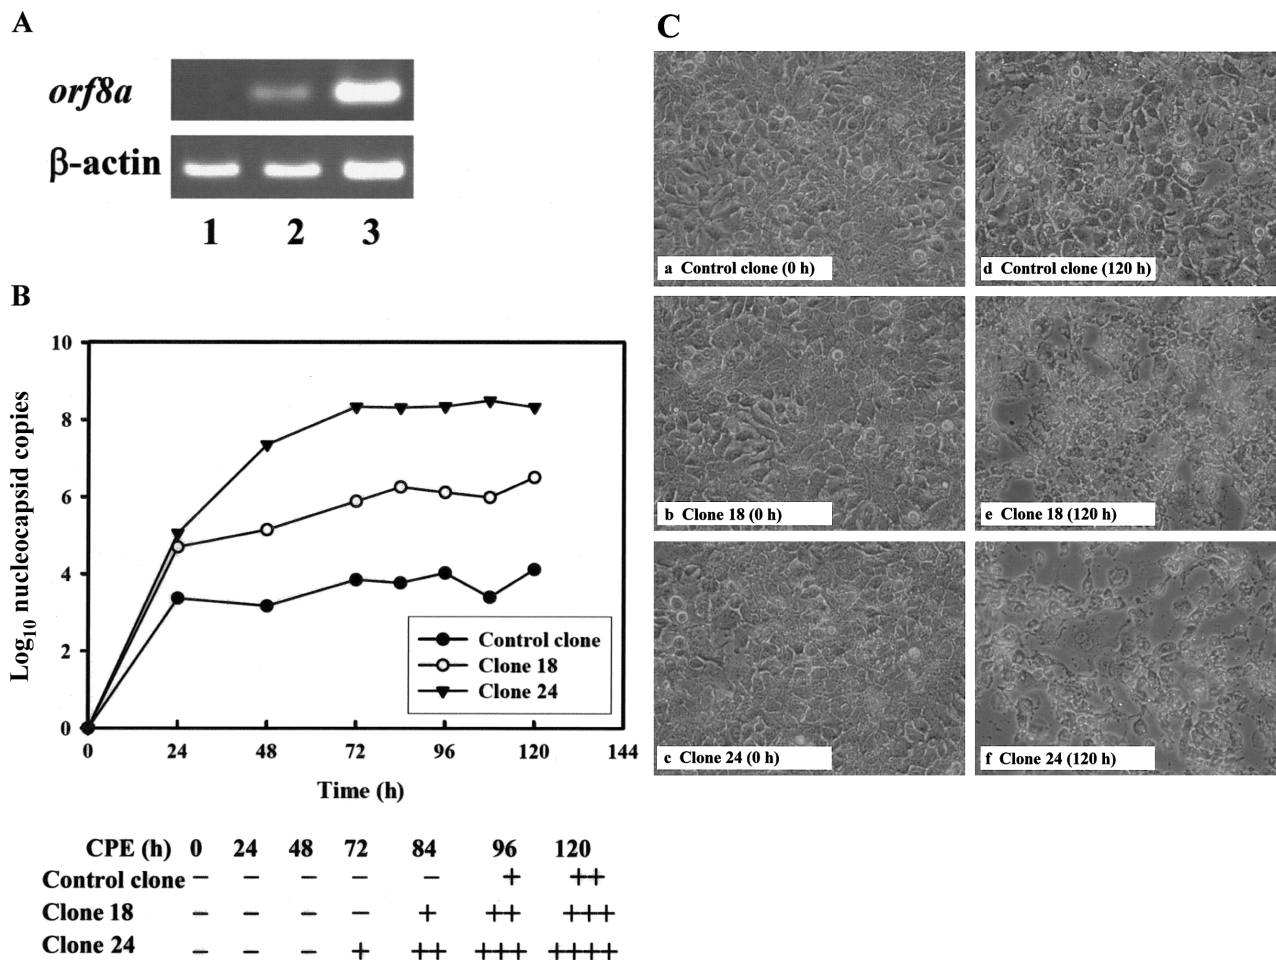 A
orf8a
β-actin
1 2 3
B
Log10 nucleocapsid copies
10
8
6
4
2
0
0 24 48 72 96 120 144
Time (h)
Control clone
Clone 18
Clone 24
CPE (h) 0 24 48 72 84 96 120
Control clone − − − − − + ++
Clone 18 − − − − + ++ +++
Clone 24 − − − + ++ +++ ++++
C
a Control clone (0 h)
d Control clone (120 h)
b Clone 18 (0 h)
e Clone 18 (120 h)
c Clone 24 (0 h)
f Clone 24 (120 h)